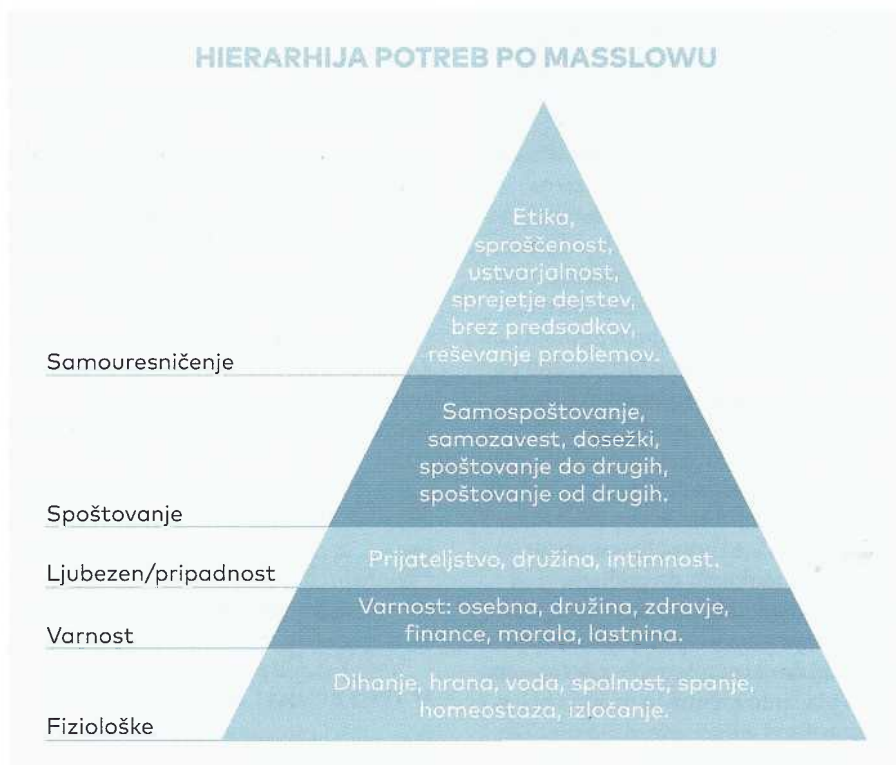 HIERARHIJA POTREB PO MASSLOWU
Etika,
sproščenost,
ustvarjalnost,
sprejetje dejstev,
brez predsodkov,
reševanje problemov.
Samouresničenje
Samospoštovanje,
samozavest, dosežki,
spoštovanje do drugih,
spoštovanje od drugih.
Spoštovanje
Prijateljstvo, družina, intimnost.
Ljubezen/pripadnost
Varnost: osebna, družina, zdravje,
finance, morala, lastnina.
Varnost
Dihanje, hrana, voda, spolnost, spanje,
homeostaza, izločanje.
Fiziološke